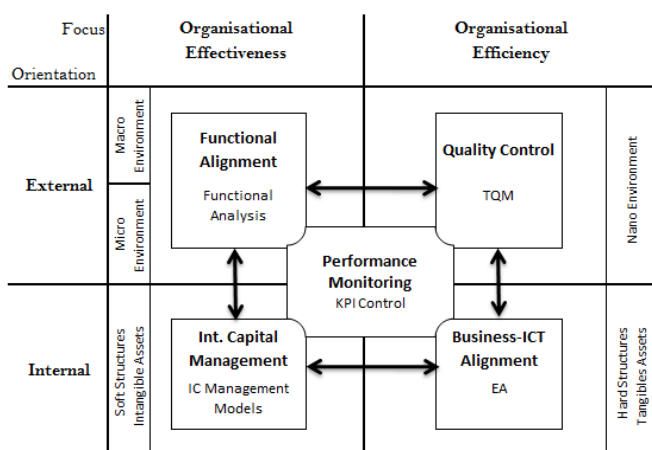 Focus
Orientation
Organisational
Effectiveness
Organisational
Efficiency
External
Macro
Environment
Micro
Environment
Functional
Alignment
Functional
Analysis
Quality Control
TQM
Nano Environment
Performance
Monitoring
KPI Control
Internal
Soft Structures
Intangible Assets
Int. Capital
Management
IC Management
Models
Business-ICT
Alignment
EA
Hard Structures
Tangibles Assets